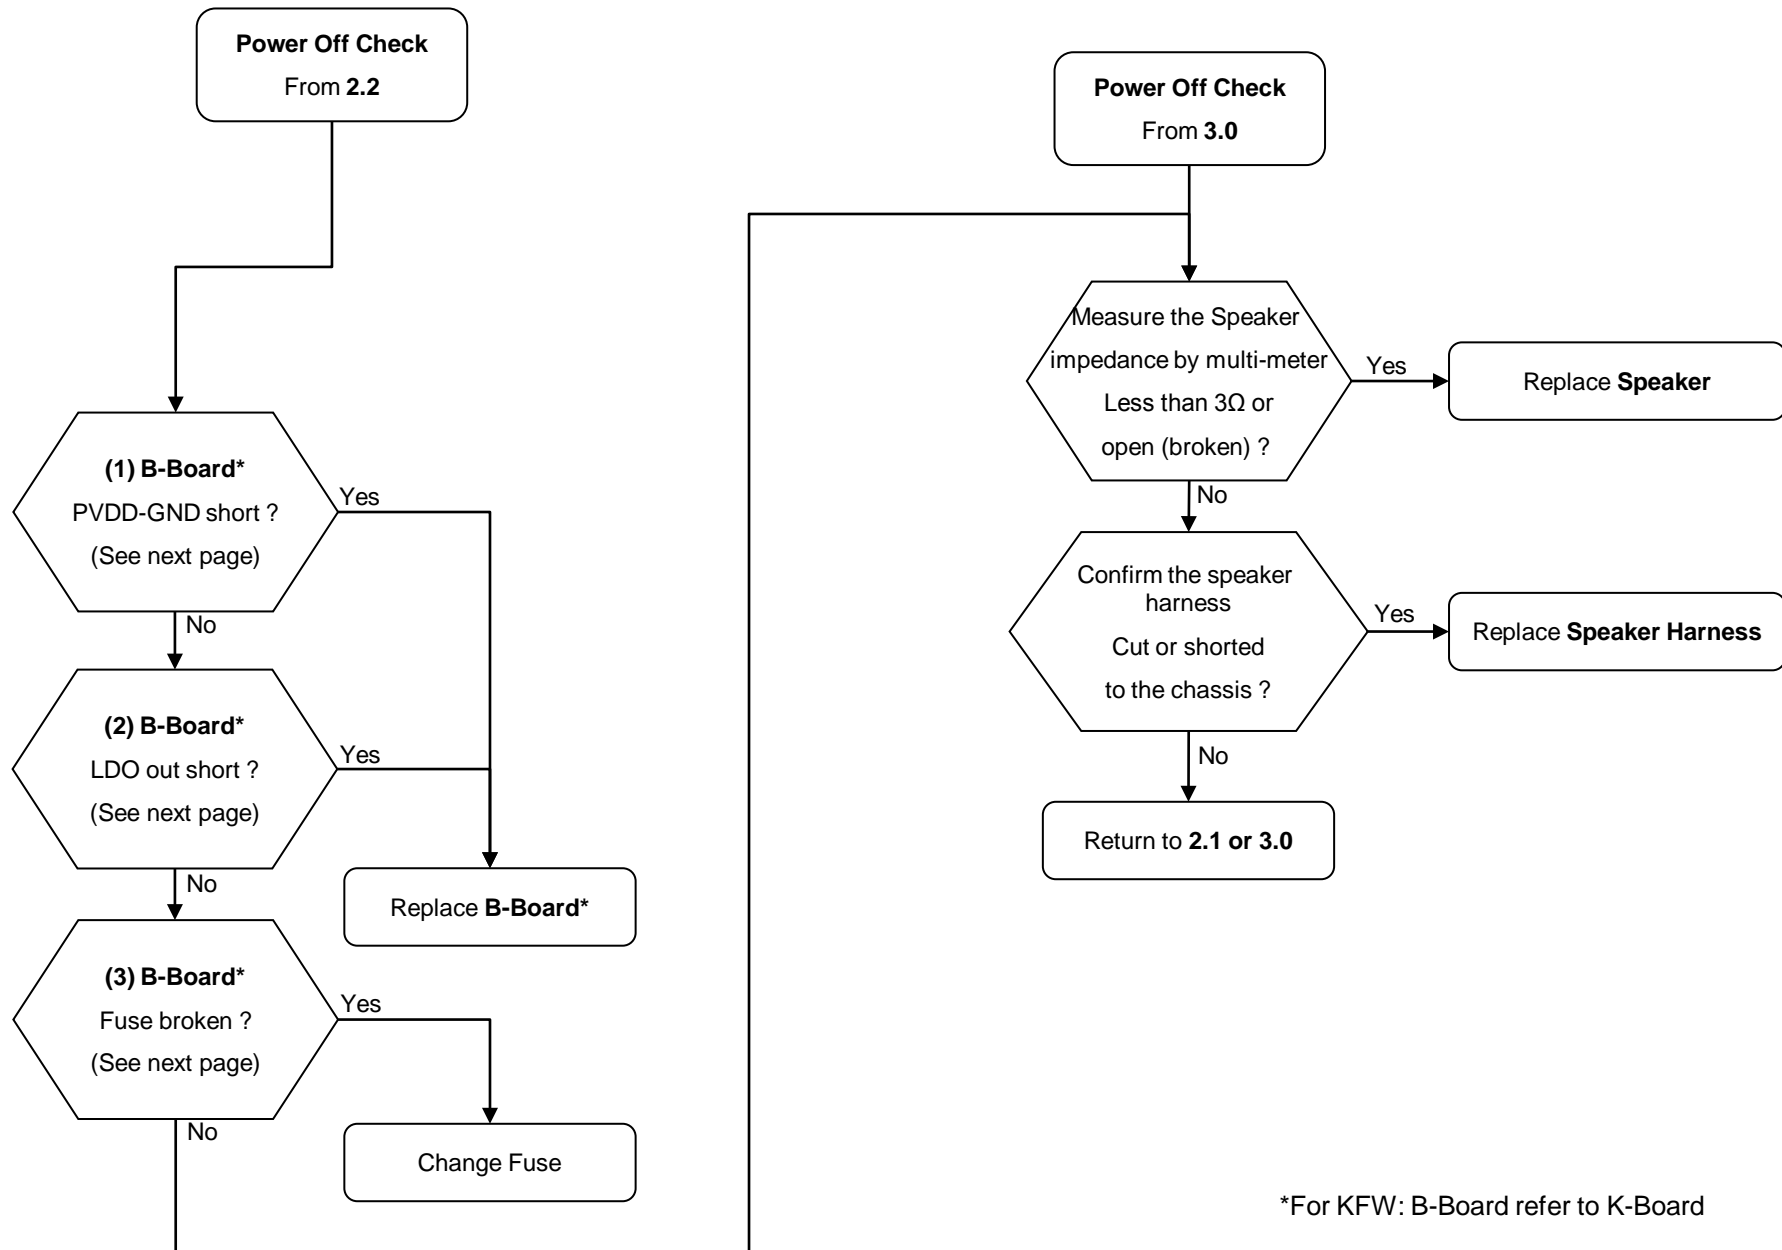 Power Off Check
From 2.2
(1) B-Board*
PVDD-GND short ?
(See next page)
Yes
No
(2) B-Board*
LDO out short ?
(See next page)
Yes
No
Replace B-Board*
(3) B-Board*
Fuse broken ?
(See next page)
Yes
No
Change Fuse
Power Off Check
From 3.0
Measure the Speaker
impedance by multi-meter
Less than 3Ω or
open (broken) ?
Yes
Replace Speaker
No
Confirm the speaker
harness
Cut or shorted
to the chassis ?
Yes
Replace Speaker Harness
No
Return to 2.1 or 3.0
*For KFW: B-Board refer to K-Board